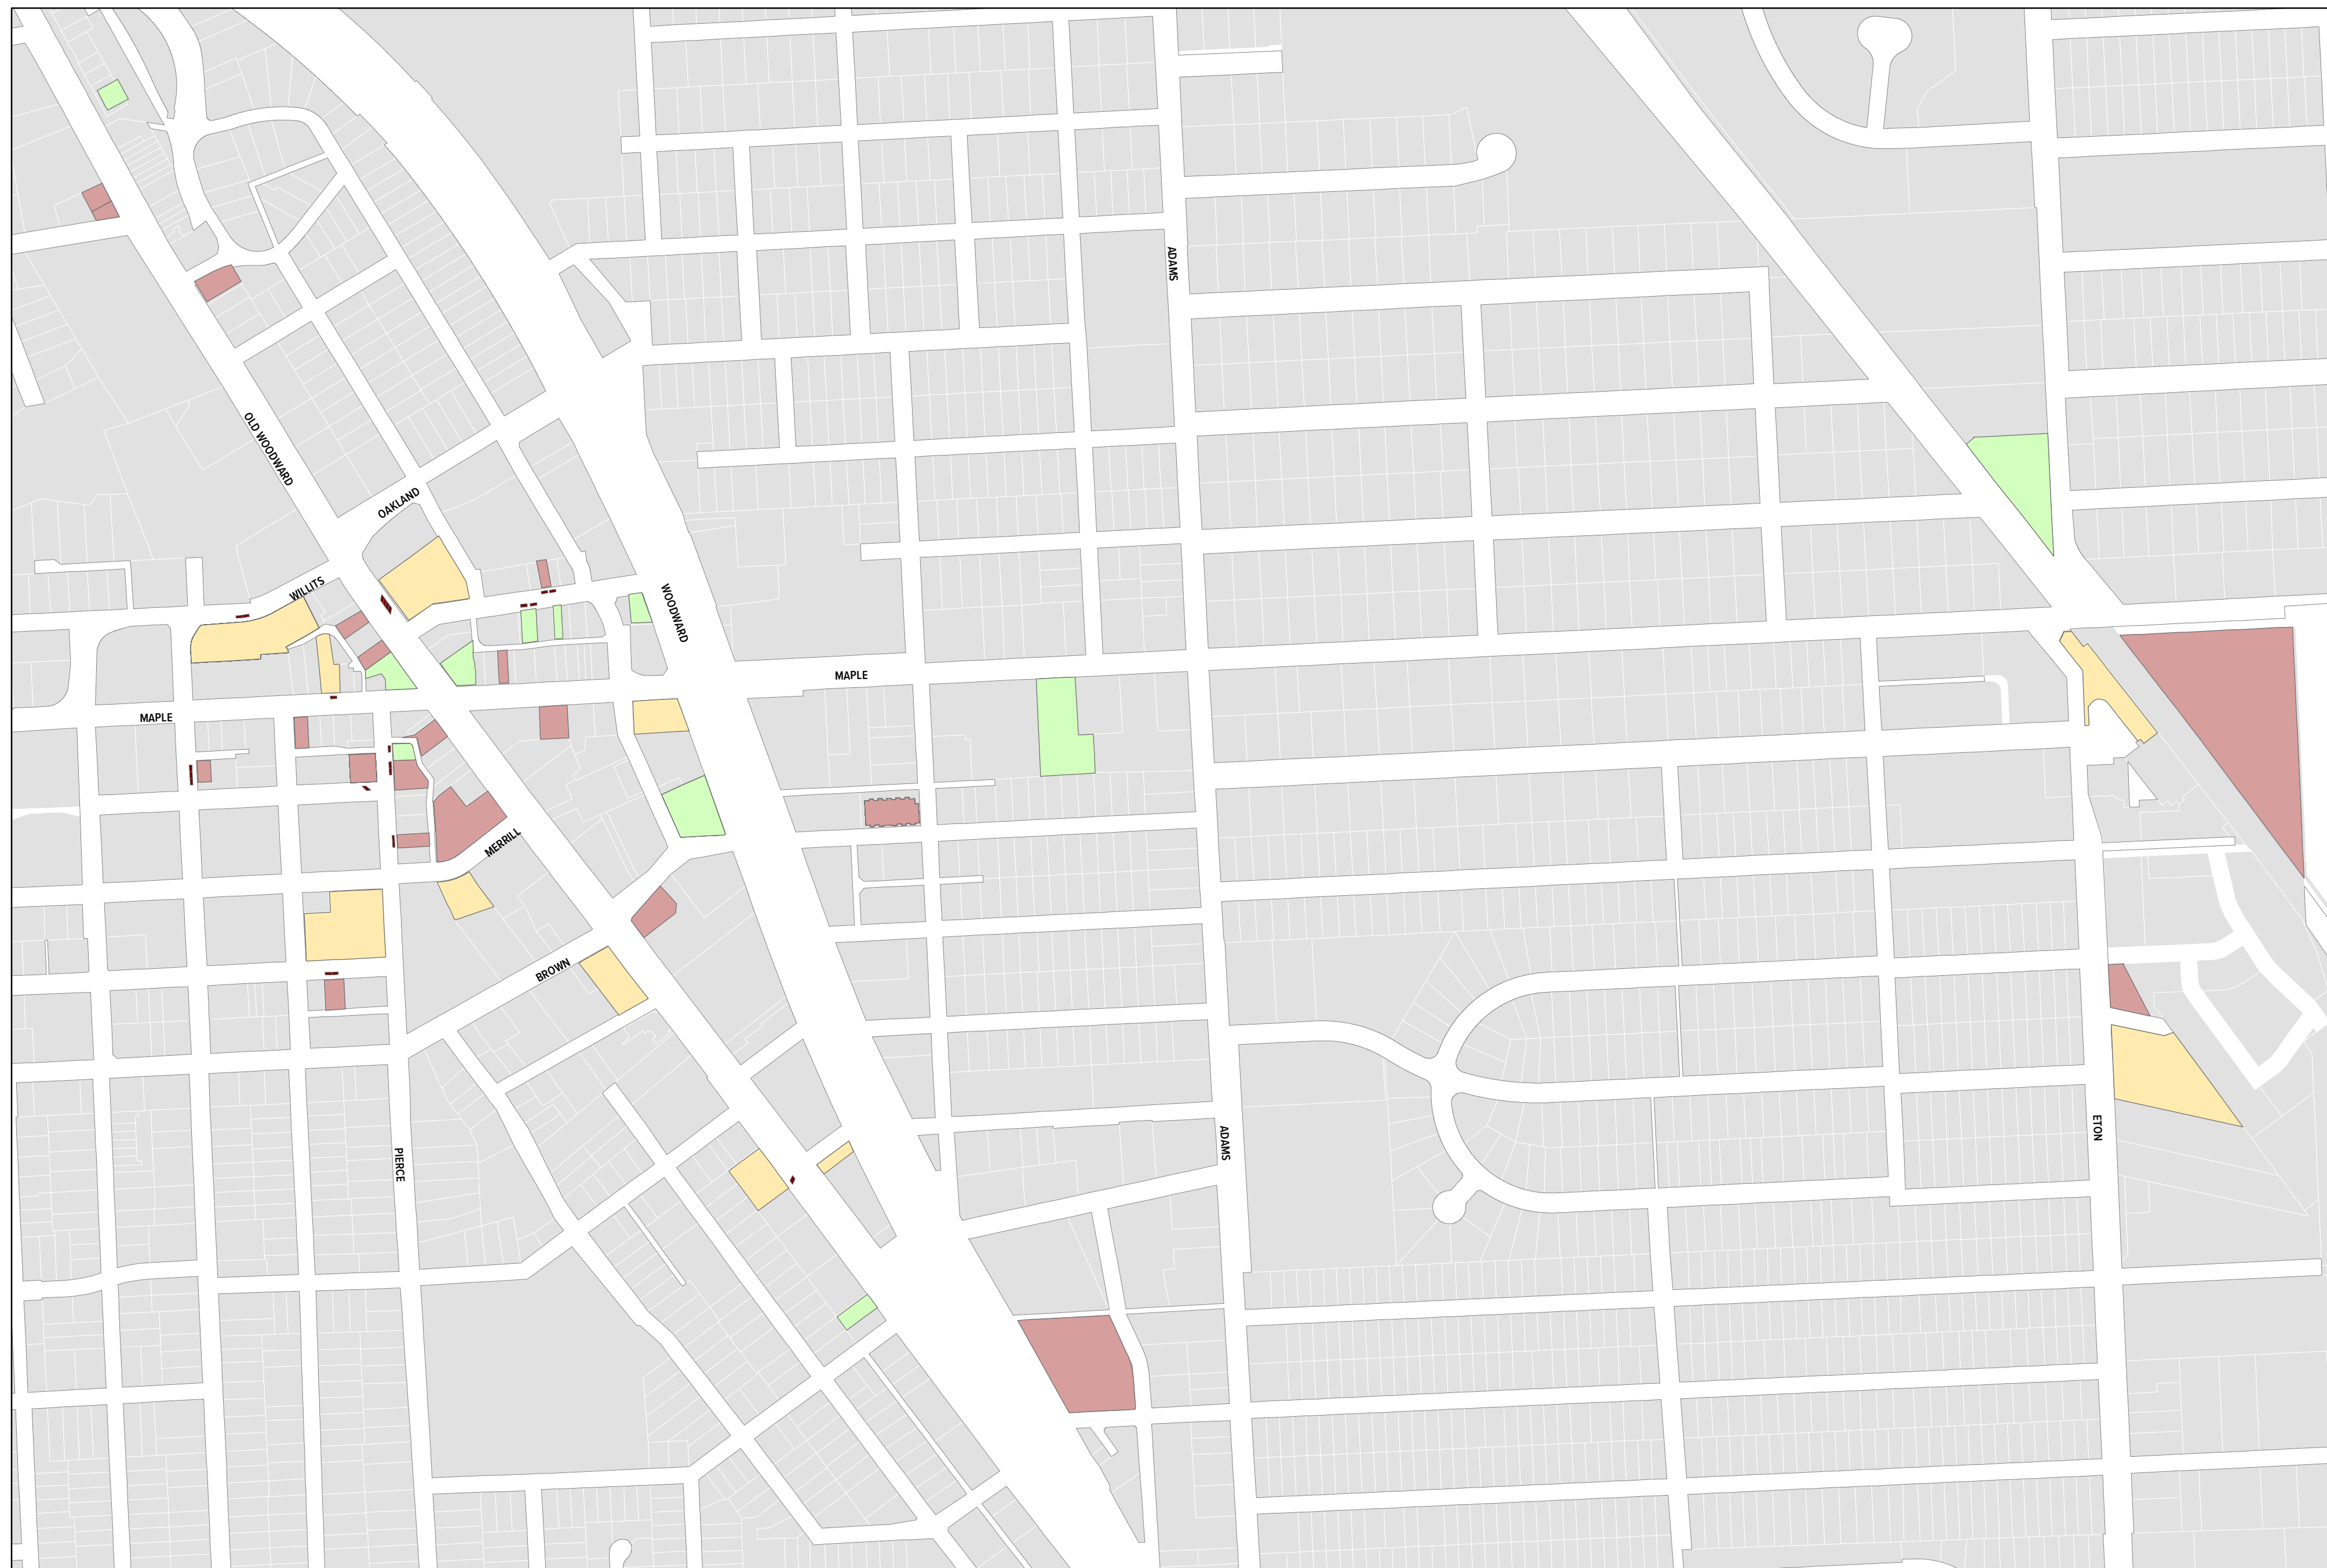 ADAMS
OLD WOODWARD
OAKLAND
WILLITS
WOODWARD
MAPLE
MAPLE
MERRILL
BROWN
PIERCE
ADAMS
ETON